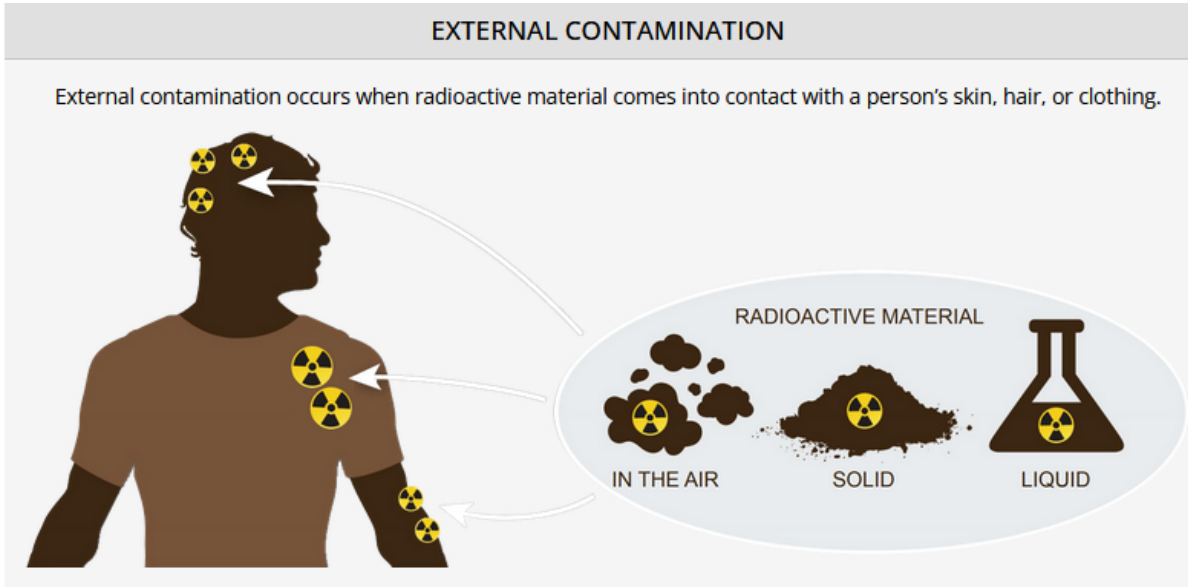 EXTERNAL CONTAMINATION
External contamination occurs when radioactive material comes into contact with a person’s skin, hair, or clothing.
RADIOACTIVE MATERIAL
IN THE AIR
SOLID
LIQUID